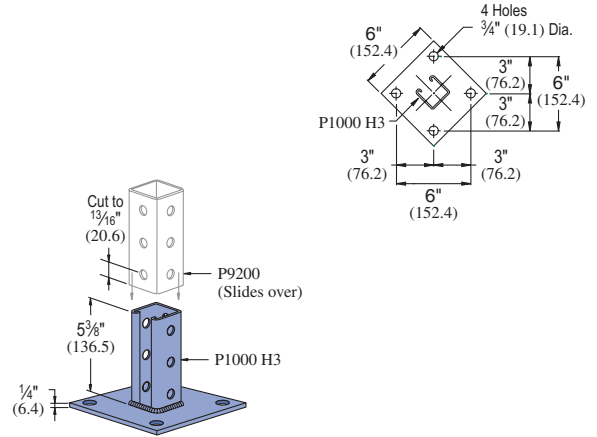 4 Holes
3/4" (19.1) Dia.
6"
(152.4)
3"
(76.2)
6"
(152.4)
3"
(76.2)
P1000 H3
3"
(76.2)
3"
(76.2)
6"
(152.4)
Cut to
13/16"
(20.6)
P9200
(Slides over)
5 3/8"
(136.5)
P1000 H3
1/4"
(6.4)